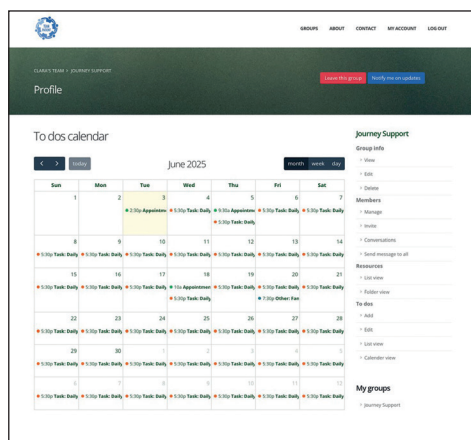 GROUPS ABOUT CONTACT MY ACCOUNT LOG OUT
CLARA'S TEAM > JOURNEY SUPPORT
Profile
Leave this group
Notify me on updates
To dos calendar
today
June 2025
month week day
Sun Mon Tue Wed Thu Fri Sat
1 2 3 4 5 6 7
2:30p Appointmen 5:30p Task: Daily 9:30a Appointmen 5:30p Task: Daily 5:30p Task: Daily
5:30p Task: Daily
8 9 10 11 12 13 14
5:30p Task: Daily 5:30p Task: Daily 5:30p Task: Daily 5:30p Task: Daily 5:30p Task: Daily 5:30p Task: Daily 5:30p Task: Daily
15 16 17 18 19 20 21
5:30p Task: Daily 5:30p Task: Daily 5:30p Task: Daily 10a Appointmen 5:30p Task: Daily 5:30p Task: Daily 5:30p Task: Daily
5:30p Task: Daily 7:30p Other: Fan
22 23 24 25 26 27 28
5:30p Task: Daily 5:30p Task: Daily 5:30p Task: Daily 5:30p Task: Daily 5:30p Task: Daily 5:30p Task: Daily 5:30p Task: Daily
29 30 1 2 3 4 5
5:30p Task: Daily 5:30p Task: Daily 5:30p Task: Daily 5:30p Task: Daily 5:30p Task: Daily 5:30p Task: Daily 5:30p Task: Daily
6 7 8 9 10 11 12
5:30p Task: Daily 5:30p Task: Daily 5:30p Task: Daily 5:30p Task: Daily 5:30p Task: Daily 5:30p Task: Daily 5:30p Task: Daily
Journey Support
Group info
View
Edit
Delete
Members
Manage
Invite
Conversations
Send message to all
Resources
List view
Folder view
To dos
Add
Edit
List view
Calender view
My groups
Journey Support